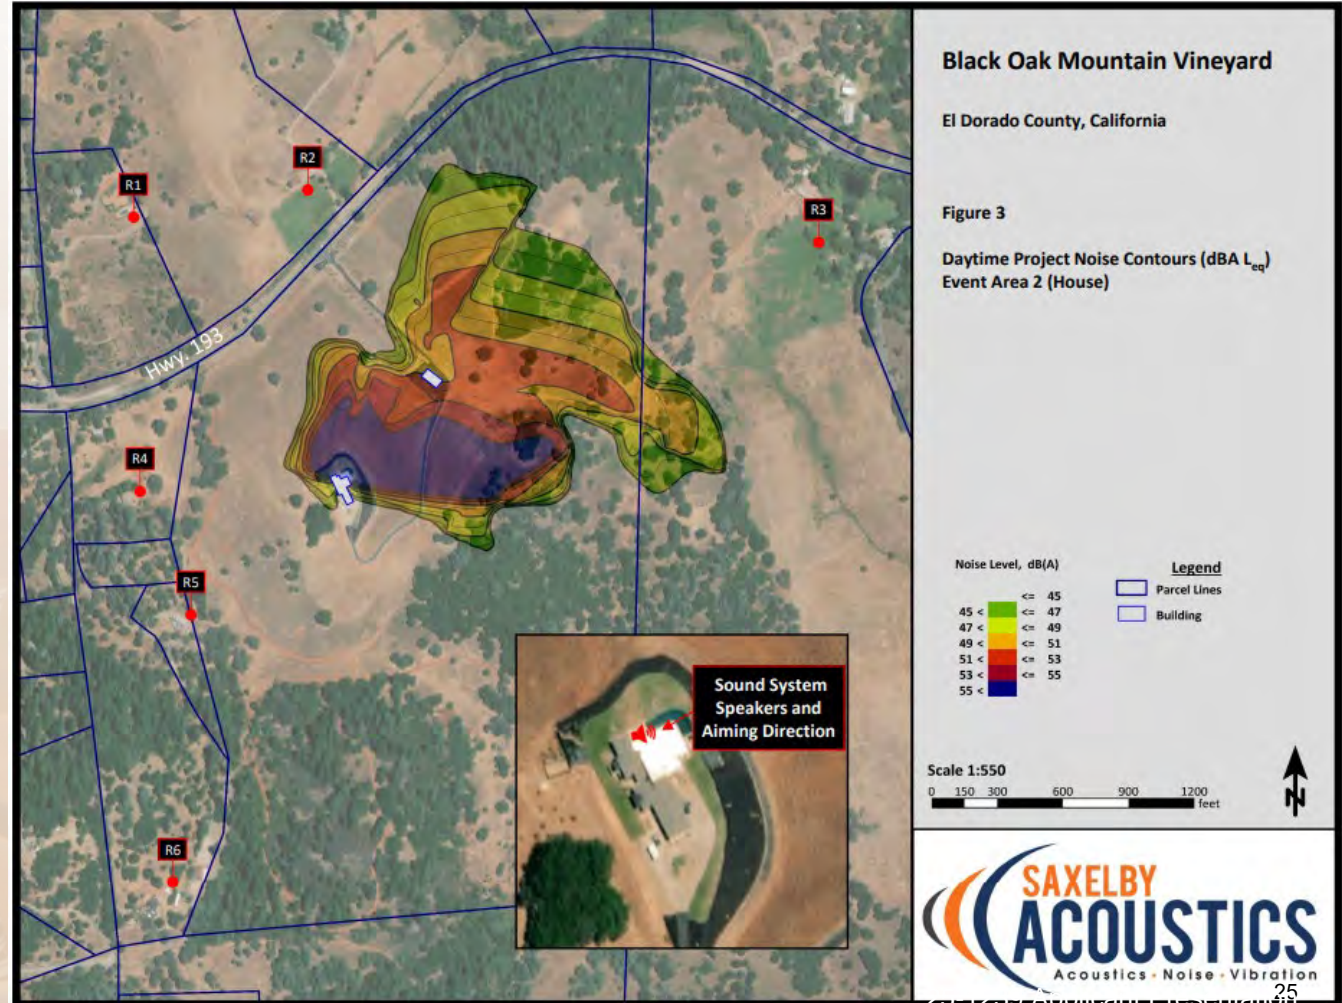 R1
R2
R3
Hwy. 193
R4
R5
R6
Sound System
Speakers and
Aiming Direction
Black Oak Mountain Vineyard
El Dorado County, California
Figure 3
Daytime Project Noise Contours (dBA Leq)
Event Area 2 (House)
Noise Level, dB(A)
<= 45
45 < <= 47
47 < <= 49
49 < <= 51
51 < <= 53
53 < <= 55
55 <
Legend
Parcel Lines
Building
Scale 1:550
0 150 300 600 900 1200
feet
N
SAXELBY
ACOUSTICS
Acoustics · Noise · Vibration
25